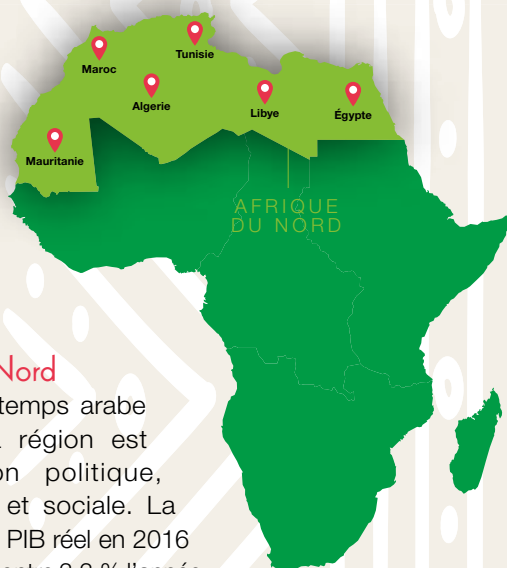 Tunisie
Maroc
Algerie
Libye
Égypte
Mauritanie
AFRIQUE
DU NORD
Nord
temps arabe
région est
politique,
et sociale. La
PIB réel en 2016
l'année